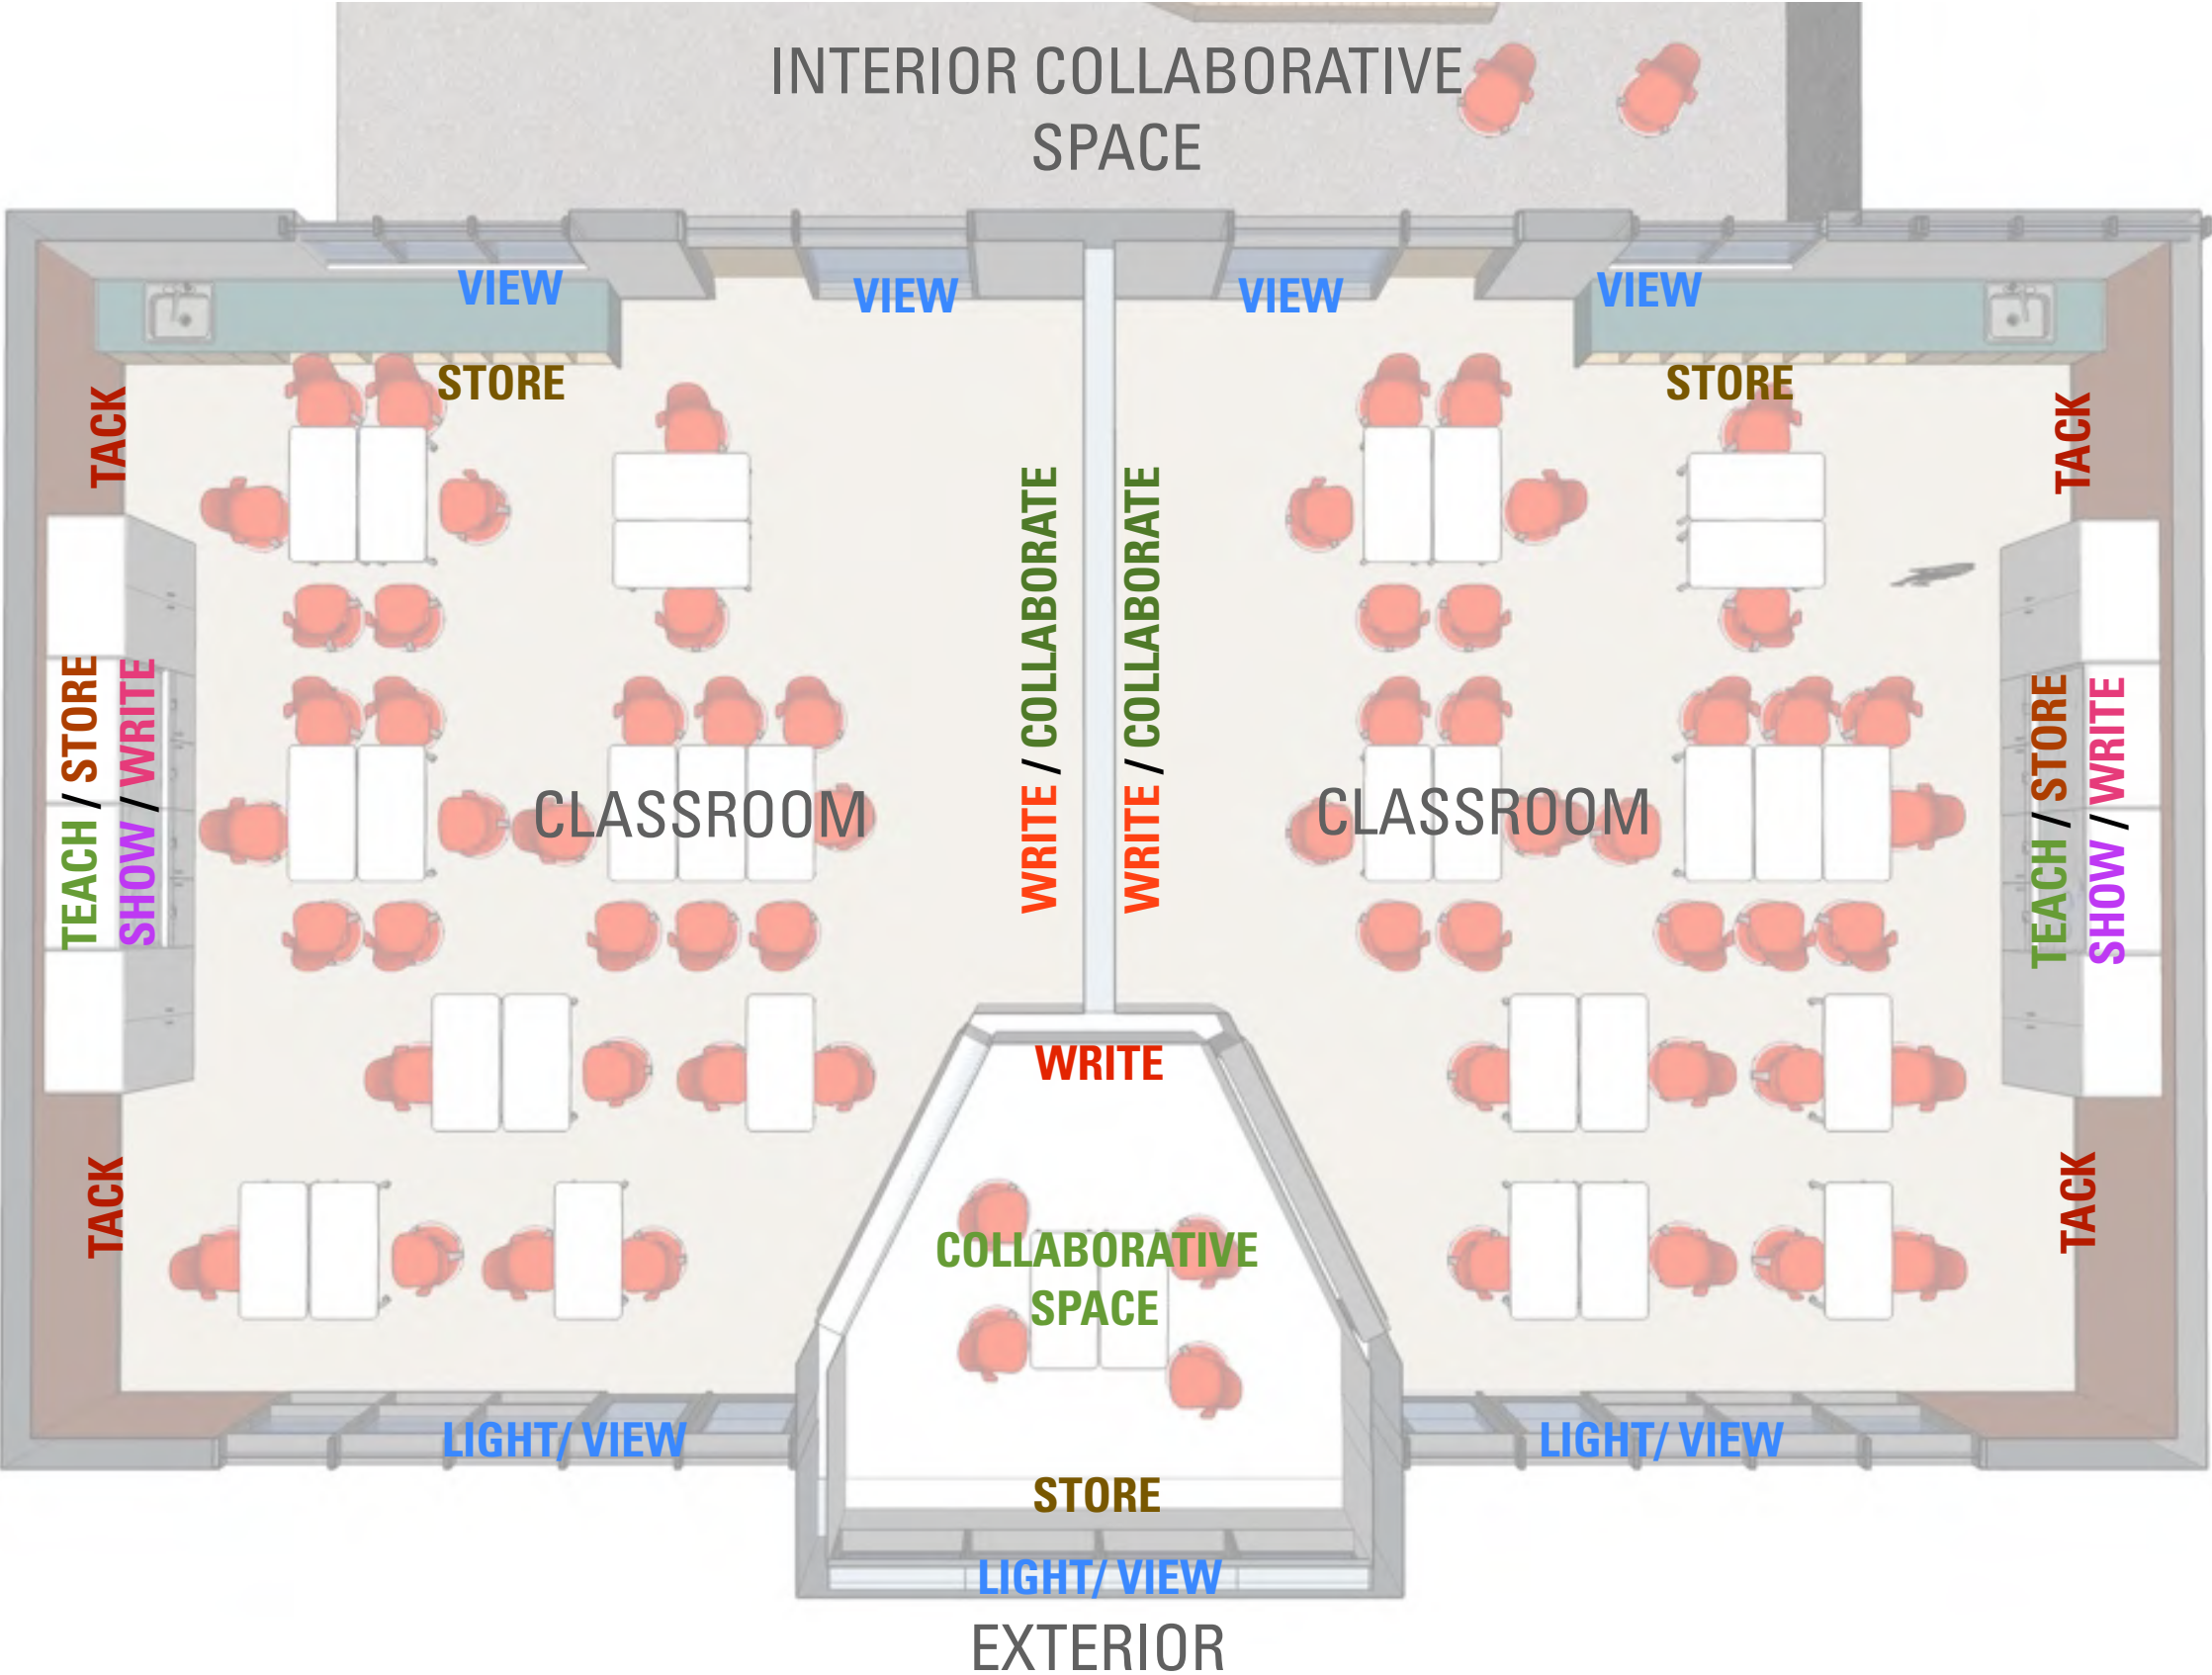 INTERIOR COLLABORATIVE
SPACE
VIEW
VIEW
VIEW
VIEW
STORE
STORE
TACK
TACK
WRITE / COLLABORATE
WRITE / COLLABORATE
TEACH / STORE
SHOW / WRITE
CLASSROOM
CLASSROOM
TEACH / STORE
SHOW / WRITE
WRITE
TACK
TACK
COLLABORATIVE
SPACE
LIGHT/ VIEW
LIGHT/ VIEW
STORE
LIGHT/ VIEW
EXTERIOR